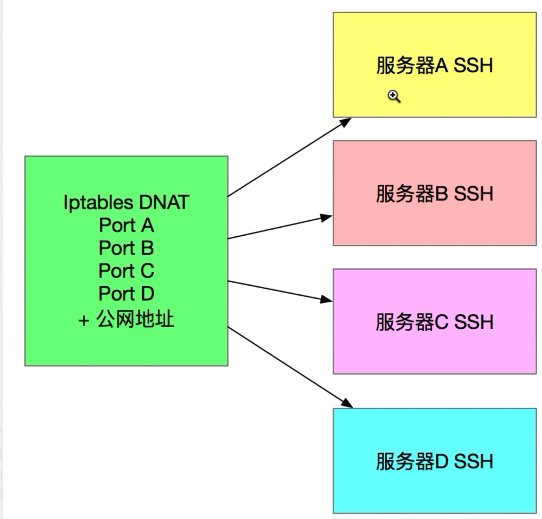 Iptables DNAT
Port A
Port B
Port C
Port D
+ 公网地址
服务器A SSH
服务器B SSH
服务器C SSH
服务器D SSH